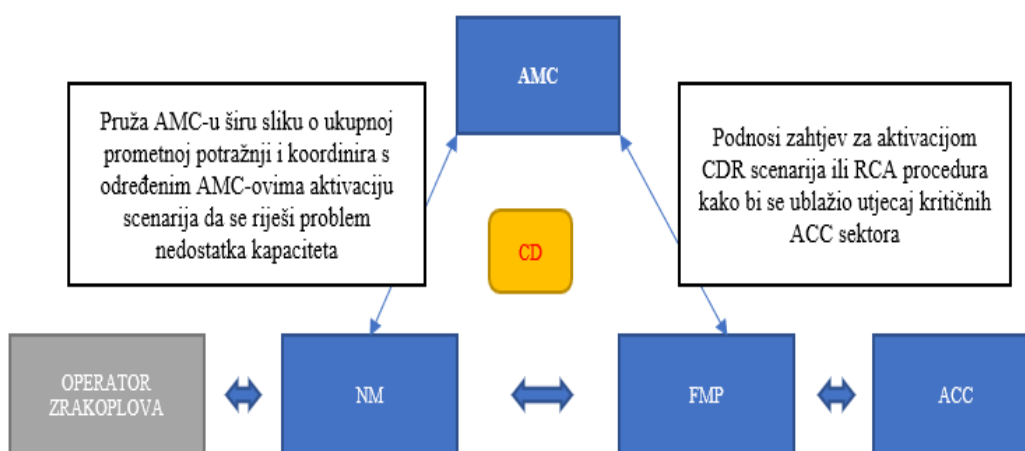 AMC
Pruža AMC-u širu sliku o ukupnoj
prometnoj potražnji i koordinira s
određenim AMC-ovima aktivaciju
scenarija da se riješi problem
nedostatka kapaciteta
Podnosi zahtjev za aktivacijom
CDR scenarija ili RCA procedura
kako bi se ublažio utjecaj kritičnih
ACC sektora
CD
OPERATOR
ZRAKOPLOVA
NM
FMP
ACC